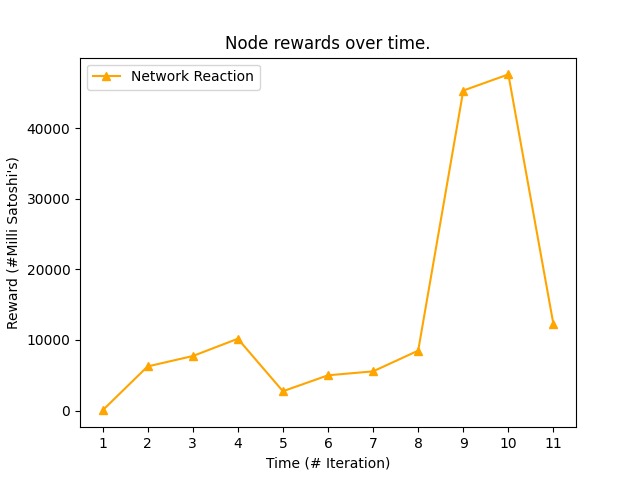 Node rewards over time.
Network Reaction
Reward (#Milli Satoshi's)
40000
30000
20000
10000
0
1 2 3 4 5 6 7 8 9 10 11
Time (# Iteration)